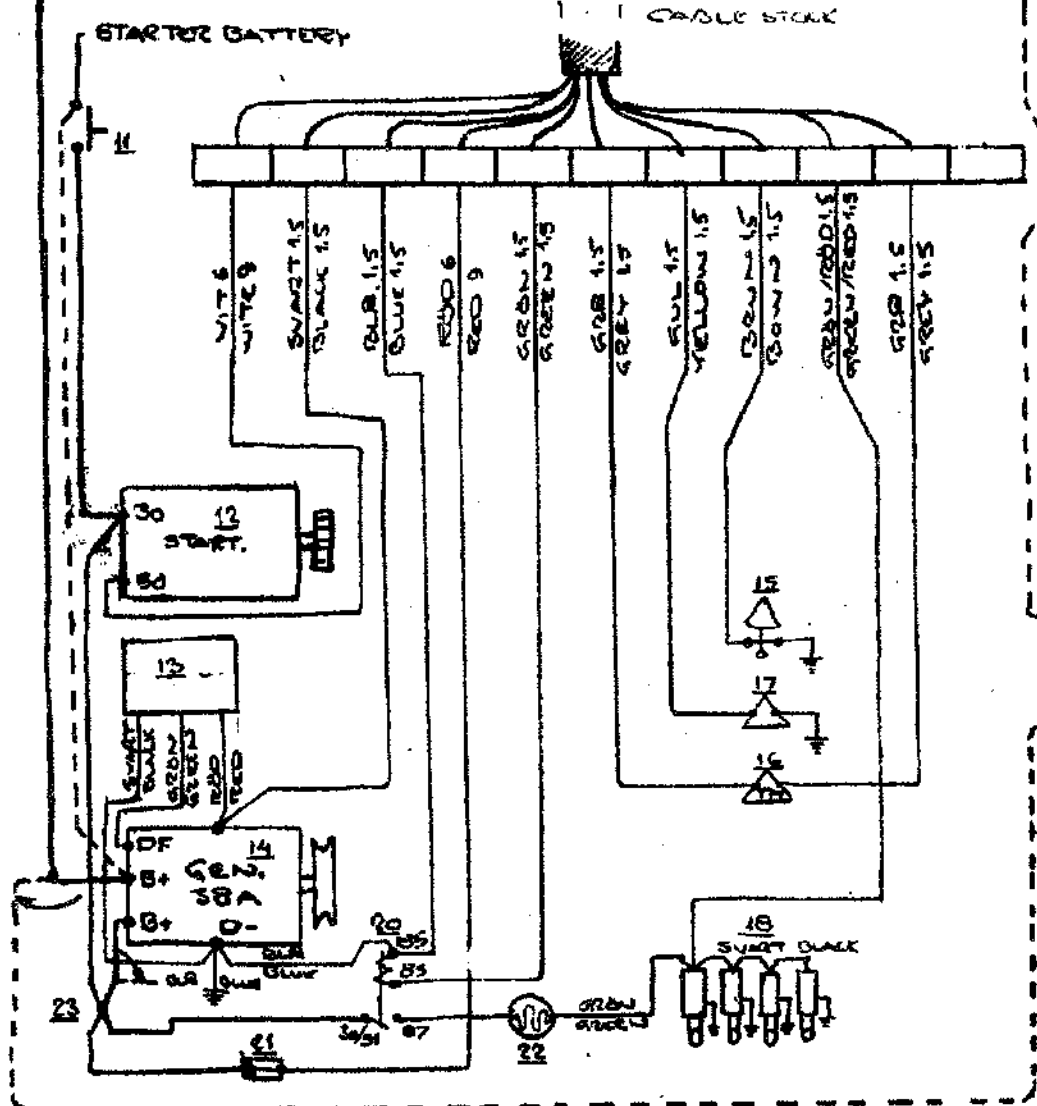 CABLE STOCK
STARTER BATTERY
11
VIT 6
VITE 9
SVART 1.5
BLACK 1.5
BLÅ 1.5
BLUE 1.5
RÖD 6
RED 9
GRÖN 1.5
GREEN 1.5
GRÅ 1.5
GREY 1.5
GUL 1.5
YELLOW 1.5
BRUN 1.5
BOWN 1.5
GRÖN/RÖD 1.5
GREEN/RED 1.5
GRÅ 1.5
GREY 1.5
30
12
START.
50
15
13
17
SVART
BLACK
GRÖN
GREEN
RÖD
RED
16
DF
14
B+
GEN.
38A
B+
D-
20
85
18
SVART BLACK
BLÅ
BLUE
83
BLÅ
BLUE
23
GRÖN
GREEN
30/51
87
22
21